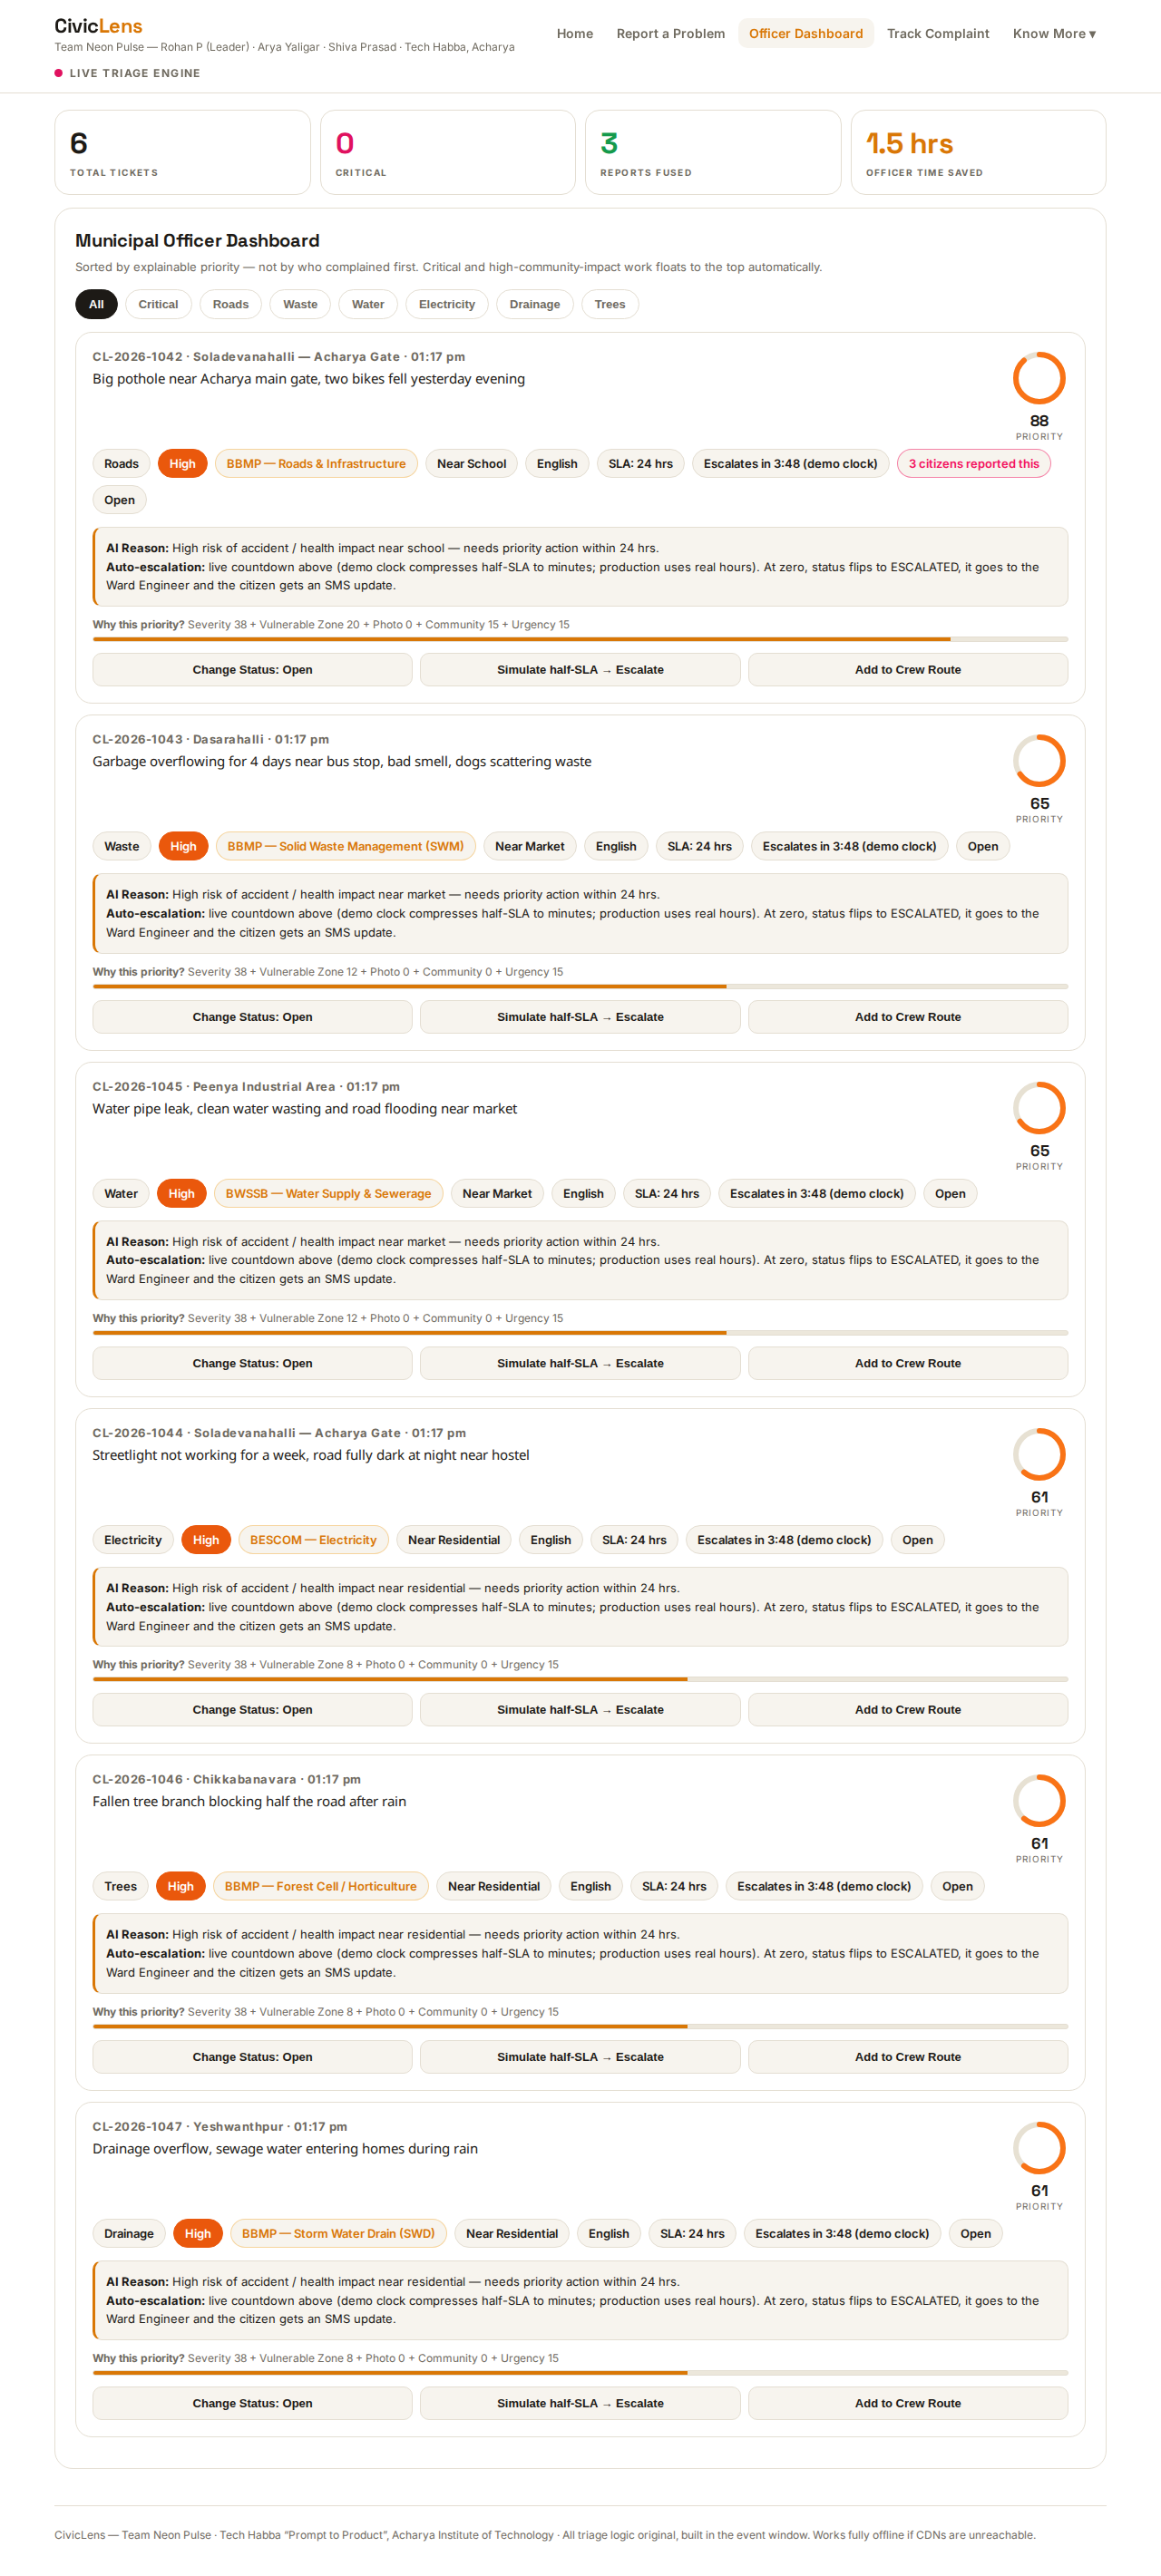 CivicLens
Team Neon Pulse — Rohan P (Leader) · Arya Yaligar · Shiva Prasad · Tech Habba, Acharya
LIVE TRIAGE ENGINE
Home
Report a Problem
Officer Dashboard
Track Complaint
Know More ▾
6
TOTAL TICKETS
0
CRITICAL
3
REPORTS FUSED
1.5 hrs
OFFICER TIME SAVED
Municipal Officer Dashboard
Sorted by explainable priority — not by who complained first. Critical and high-community-impact work floats to the top automatically.
All Critical Roads Waste Water Electricity Drainage Trees
CL-2026-1042 · Soladevanahalli — Acharya Gate · 01:17 pm
Big pothole near Acharya main gate, two bikes fell yesterday evening
88
PRIORITY
Roads High BBMP — Roads & Infrastructure Near School English SLA: 24 hrs Escalates in 3:48 (demo clock) 3 citizens reported this
Open
AI Reason: High risk of accident / health impact near school — needs priority action within 24 hrs.
Auto-escalation: live countdown above (demo clock compresses half-SLA to minutes; production uses real hours). At zero, status flips to ESCALATED, it goes to the
Ward Engineer and the citizen gets an SMS update.
Why this priority? Severity 38 + Vulnerable Zone 20 + Photo 0 + Community 15 + Urgency 15
Change Status: Open Simulate half-SLA → Escalate Add to Crew Route
CL-2026-1043 · Dasarahalli · 01:17 pm
Garbage overflowing for 4 days near bus stop, bad smell, dogs scattering waste
65
PRIORITY
Waste High BBMP — Solid Waste Management (SWM) Near Market English SLA: 24 hrs Escalates in 3:48 (demo clock) Open
AI Reason: High risk of accident / health impact near market — needs priority action within 24 hrs.
Auto-escalation: live countdown above (demo clock compresses half-SLA to minutes; production uses real hours). At zero, status flips to ESCALATED, it goes to the
Ward Engineer and the citizen gets an SMS update.
Why this priority? Severity 38 + Vulnerable Zone 12 + Photo 0 + Community 0 + Urgency 15
Change Status: Open Simulate half-SLA → Escalate Add to Crew Route
CL-2026-1045 · Peenya Industrial Area · 01:17 pm
Water pipe leak, clean water wasting and road flooding near market
65
PRIORITY
Water High BWSSB — Water Supply & Sewerage Near Market English SLA: 24 hrs Escalates in 3:48 (demo clock) Open
AI Reason: High risk of accident / health impact near market — needs priority action within 24 hrs.
Auto-escalation: live countdown above (demo clock compresses half-SLA to minutes; production uses real hours). At zero, status flips to ESCALATED, it goes to the
Ward Engineer and the citizen gets an SMS update.
Why this priority? Severity 38 + Vulnerable Zone 12 + Photo 0 + Community 0 + Urgency 15
Change Status: Open Simulate half-SLA → Escalate Add to Crew Route
CL-2026-1044 · Soladevanahalli — Acharya Gate · 01:17 pm
Streetlight not working for a week, road fully dark at night near hostel
61
PRIORITY
Electricity High BESCOM — Electricity Near Residential English SLA: 24 hrs Escalates in 3:48 (demo clock) Open
AI Reason: High risk of accident / health impact near residential — needs priority action within 24 hrs.
Auto-escalation: live countdown above (demo clock compresses half-SLA to minutes; production uses real hours). At zero, status flips to ESCALATED, it goes to the
Ward Engineer and the citizen gets an SMS update.
Why this priority? Severity 38 + Vulnerable Zone 8 + Photo 0 + Community 0 + Urgency 15
Change Status: Open Simulate half-SLA → Escalate Add to Crew Route
CL-2026-1046 · Chikkabanavara · 01:17 pm
Fallen tree branch blocking half the road after rain
61
PRIORITY
Trees High BBMP — Forest Cell / Horticulture Near Residential English SLA: 24 hrs Escalates in 3:48 (demo clock) Open
AI Reason: High risk of accident / health impact near residential — needs priority action within 24 hrs.
Auto-escalation: live countdown above (demo clock compresses half-SLA to minutes; production uses real hours). At zero, status flips to ESCALATED, it goes to the
Ward Engineer and the citizen gets an SMS update.
Why this priority? Severity 38 + Vulnerable Zone 8 + Photo 0 + Community 0 + Urgency 15
Change Status: Open Simulate half-SLA → Escalate Add to Crew Route
CL-2026-1047 · Yeshwanthpur · 01:17 pm
Drainage overflow, sewage water entering homes during rain
61
PRIORITY
Drainage High BBMP — Storm Water Drain (SWD) Near Residential English SLA: 24 hrs Escalates in 3:48 (demo clock) Open
AI Reason: High risk of accident / health impact near residential — needs priority action within 24 hrs.
Auto-escalation: live countdown above (demo clock compresses half-SLA to minutes; production uses real hours). At zero, status flips to ESCALATED, it goes to the
Ward Engineer and the citizen gets an SMS update.
Why this priority? Severity 38 + Vulnerable Zone 8 + Photo 0 + Community 0 + Urgency 15
Change Status: Open Simulate half-SLA → Escalate Add to Crew Route
CivicLens — Team Neon Pulse · Tech Habba “Prompt to Product”, Acharya Institute of Technology · All triage logic original, built in the event window. Works fully offline if CDNs are unreachable.